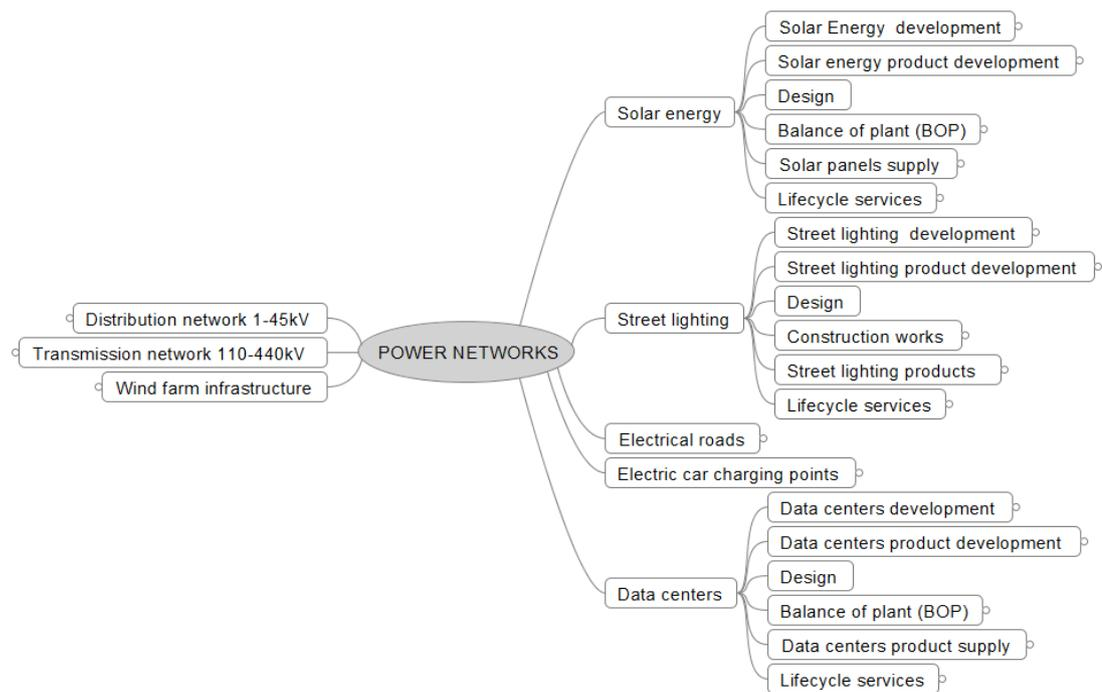 Solar Energy  development
Solar energy product development
Design
Solar energy
Balance of plant (BOP)
Solar panels supply
Lifecycle services
Street lighting  development
Street lighting product development
Design
Distribution network 1-45kV
Street lighting
Construction works
POWER NETWORKS
Transmission network 110-440kV
Street lighting products
Wind farm infrastructure
Lifecycle services
Electrical roads
Electric car charging points
Data centers development
Data centers product development
Design
Data centers
Balance of plant (BOP)
Data centers product supply
Lifecycle services